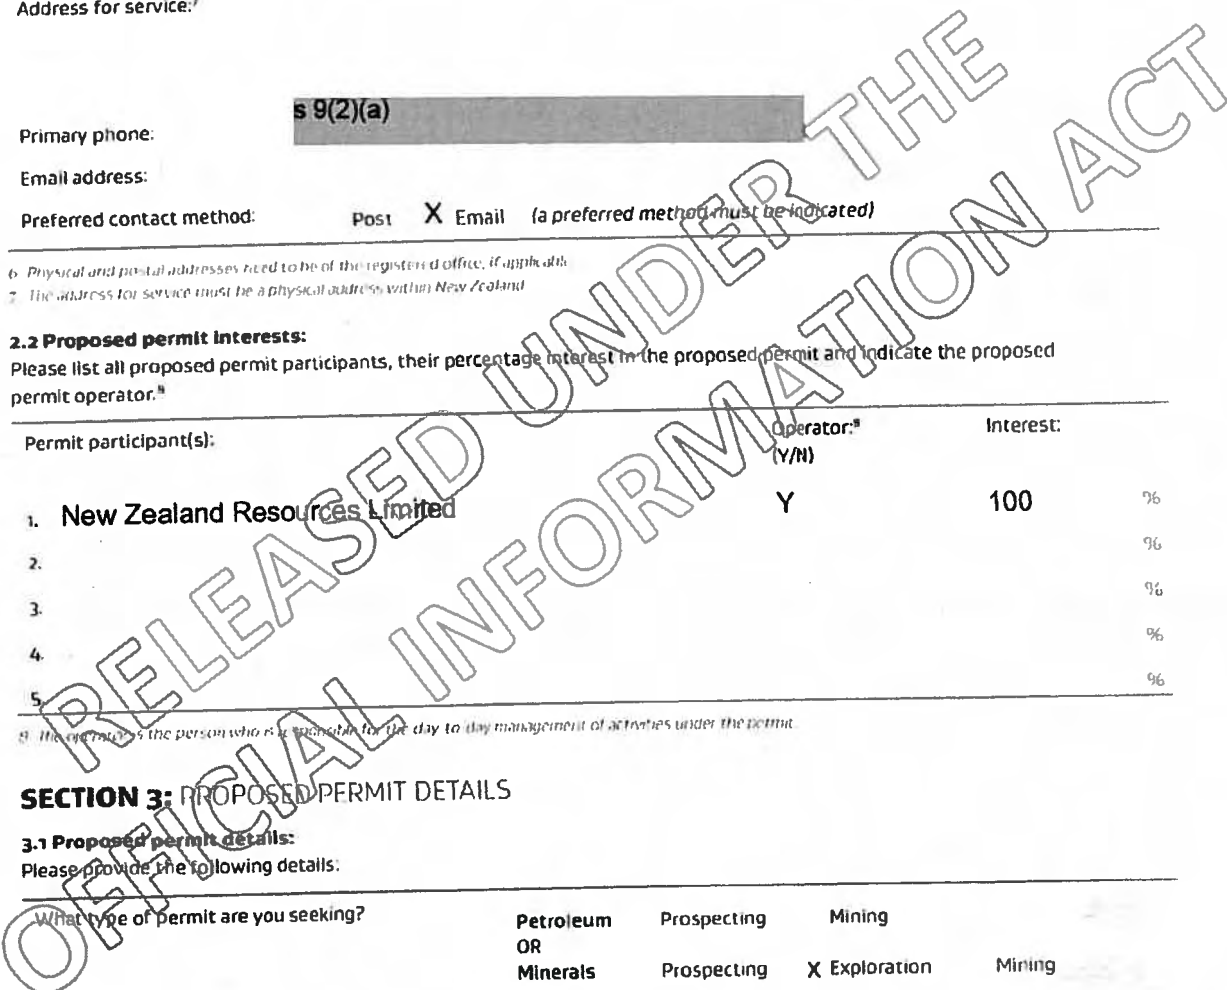 Address for service:⁷
s 9(2)(a)
Primary phone:
Email address:
Preferred contact method: Post X Email (a preferred method must be indicated)
6 Physical and postal addresses need to be of the registered office, if applicable
7 The address for service must be a physical address within New Zealand
2.2 Proposed permit interests:
Please list all proposed permit participants, their percentage interest in the proposed permit and indicate the proposed
permit operator.⁸
Permit participant(s): Operator:⁸ Interest:
(Y/N)
1. New Zealand Resources Limited Y 100 %
2. %
3. %
4. %
5. %
8 The operator is the person who is responsible for the day to day management of activities under the permit.
SECTION 3: PROPOSED PERMIT DETAILS
3.1 Proposed permit details:
Please provide the following details:
What type of permit are you seeking? Petroleum Prospecting Mining
OR
Minerals Prospecting X Exploration Mining
RELEASED UNDER THE
OFFICIAL INFORMATION ACT